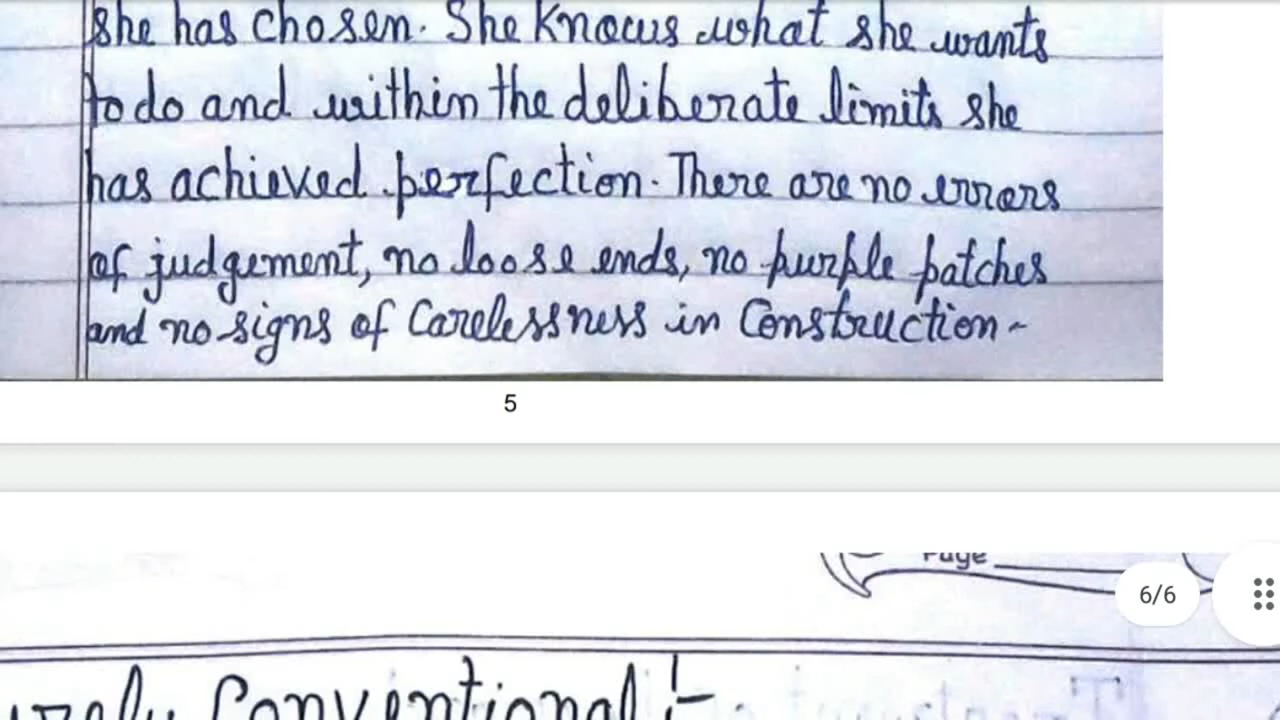 she has chosen. She knows what she wants
to do and within the deliberate limits she
has achieved perfection. There are no errors
of judgement, no loose ends, no purple patches
and no signs of Carelessness in Construction -
5
Page
6/6
Conventional :-